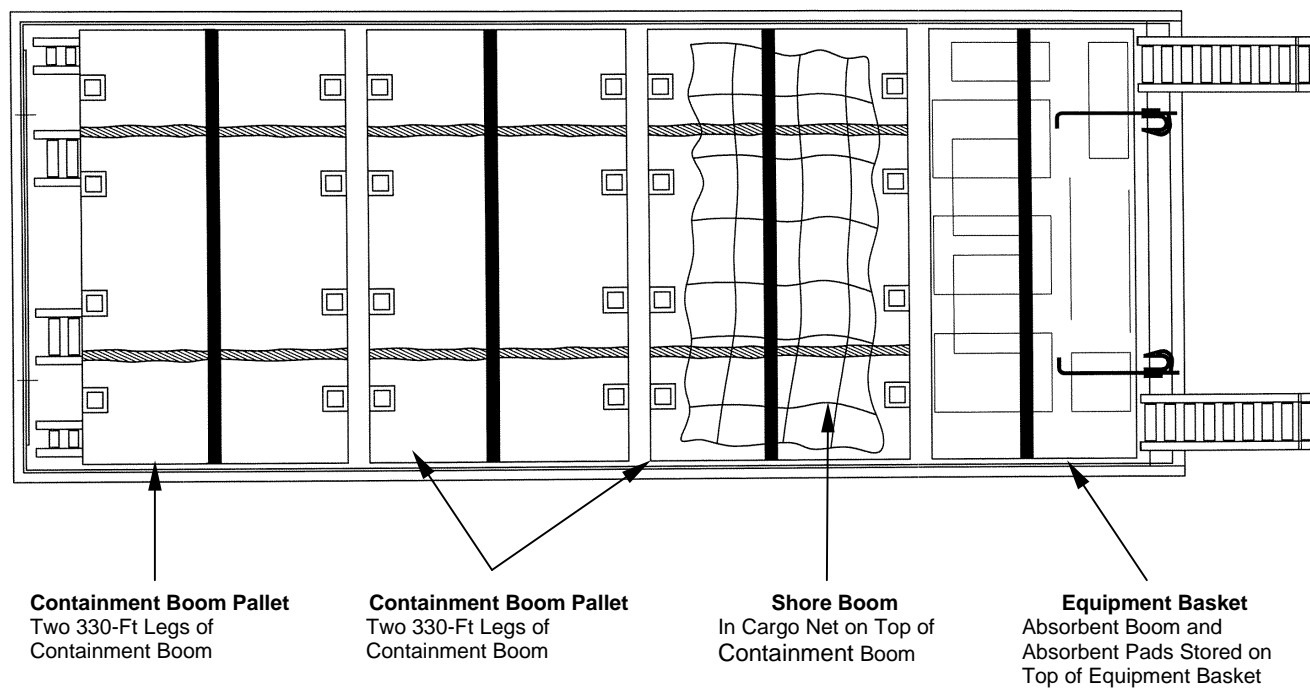 Containment Boom Pallet
Two 330-Ft Legs of
Containment Boom
Containment Boom Pallet
Two 330-Ft Legs of
Containment Boom
Shore Boom
In Cargo Net on Top of
Containment Boom
Equipment Basket
Absorbent Boom and
Absorbent Pads Stored on
Top of Equipment Basket